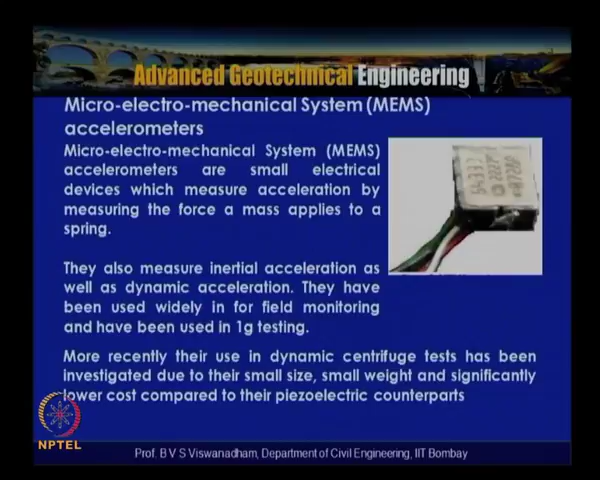 Advanced Geotechnical Engineering
Micro-electro-mechanical System (MEMS)
accelerometers
Micro-electro-mechanical System (MEMS)
accelerometers are small electrical
devices which measure acceleration by
measuring the force a mass applies to a
spring.
They also measure inertial acceleration as
well as dynamic acceleration. They have
been used widely in for field monitoring
and have been used in 1g testing.
More recently their use in dynamic centrifuge tests has been
investigated due to their small size, small weight and significantly
lower cost compared to their piezoelectric counterparts
NPTEL
Prof. B V S Viswanadham, Department of Civil Engineering, IIT Bombay